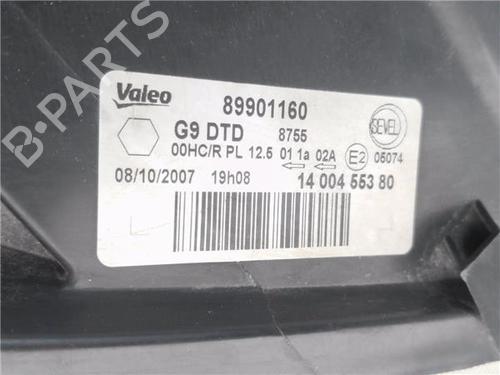 Valeo 89901160
G9 DTD 8755 SEVEL
00HC/R PL 12.5 01 1a 02A E2 05074
08/10/2007 19h08 14 004 553 80
B-PARTS